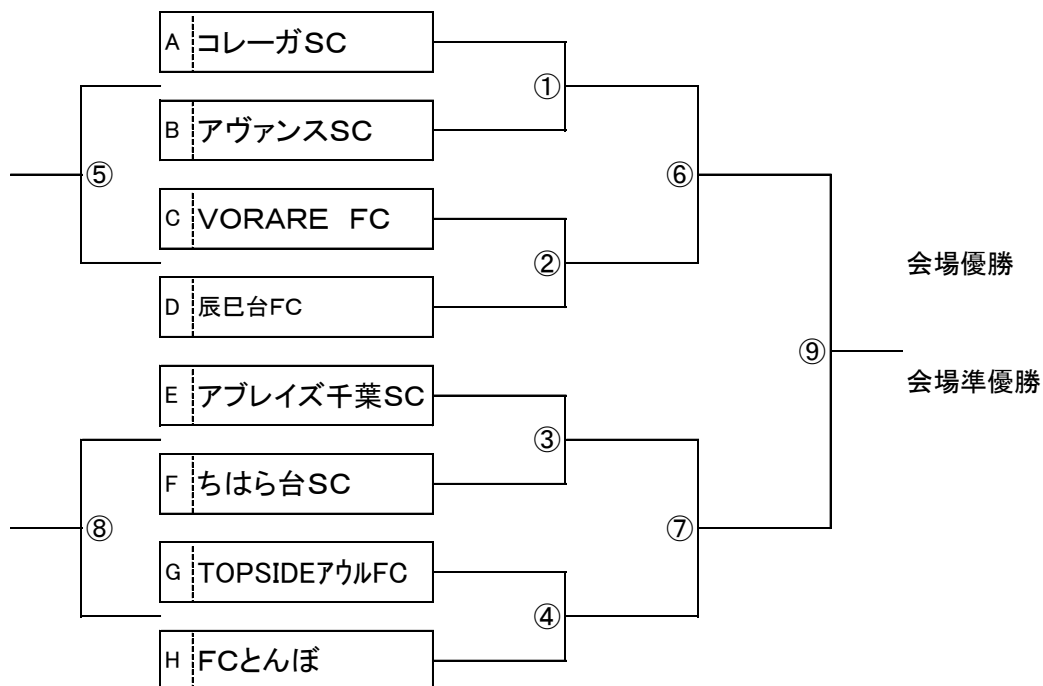 A コレーガSC
①
B アヴァンスSC
⑤
⑥
C VORARE　FC
②
会場優勝
D 辰巳台FC
⑨
E アブレイズ千葉SC
会場準優勝
③
F ちはら台SC
⑧
⑦
G TOPSIDEアウルFC
④
H FCとんぼ